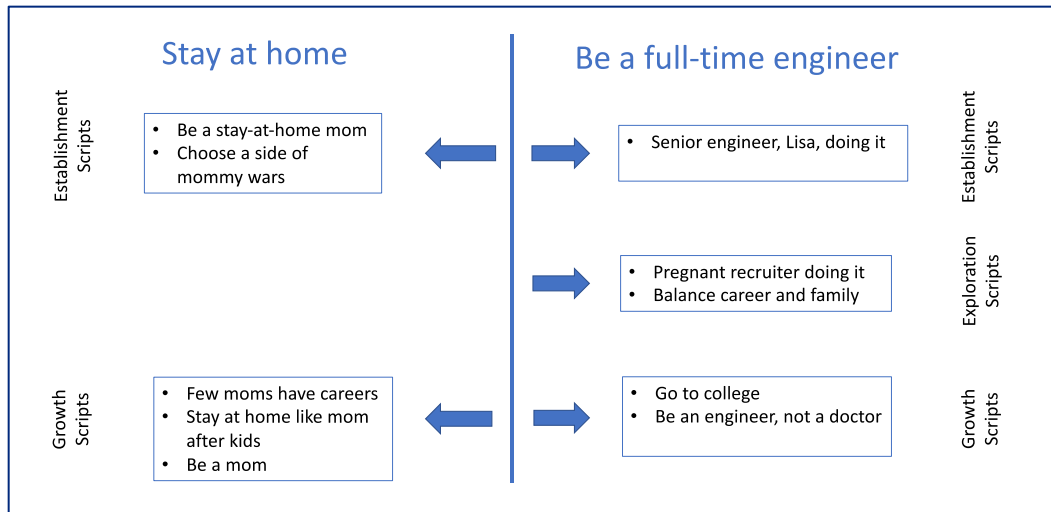 Stay at home
Be a full-time engineer
Establishment
Scripts
• Be a stay-at-home mom
• Choose a side of
mommy wars
• Senior engineer, Lisa, doing it
Establishment
Scripts
• Pregnant recruiter doing it
• Balance career and family
Exploration
Scripts
Growth
Scripts
• Few moms have careers
• Stay at home like mom
after kids
• Be a mom
• Go to college
• Be an engineer, not a doctor
Growth
Scripts